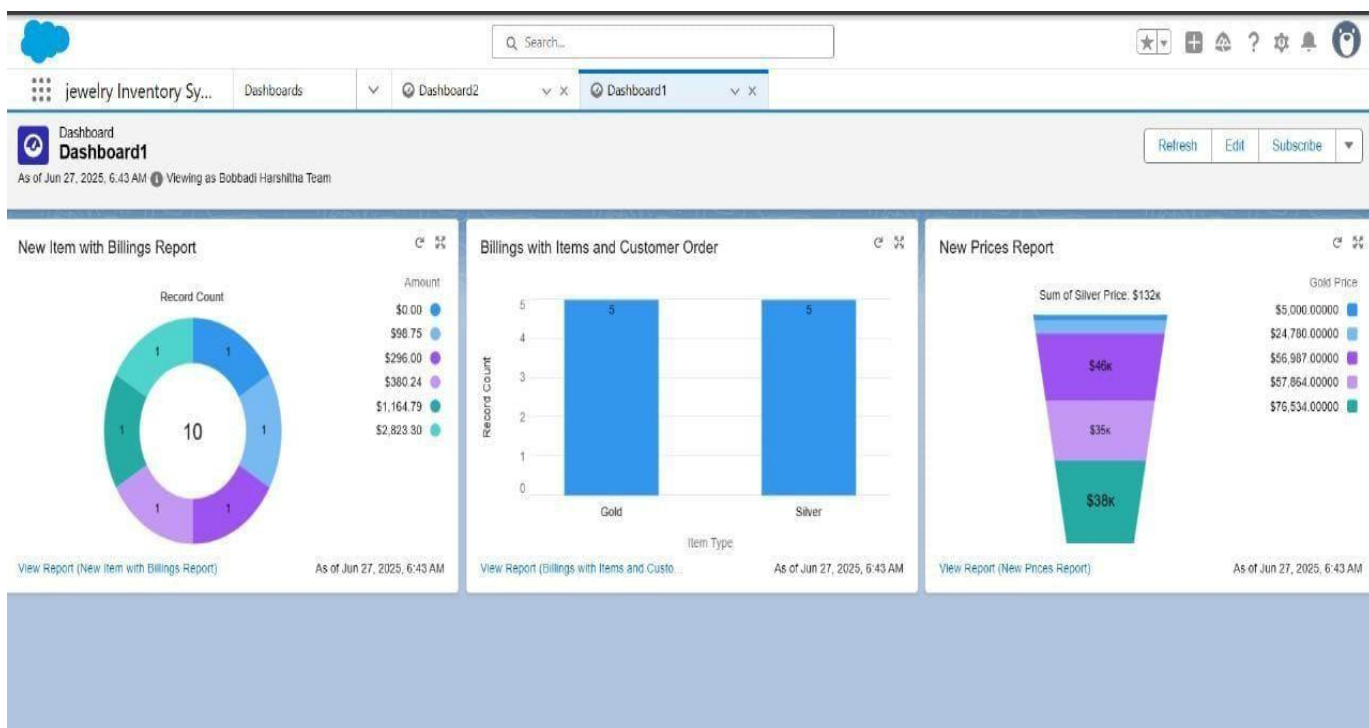 Search...
jewelry Inventory Sy...
Dashboards
Dashboard2
Dashboard1
Dashboard
Dashboard1
As of Jun 27, 2025, 6:43 AM Viewing as Bobbadi Harshitha Team
Refresh
Edit
Subscribe
New Item with Billings Report
Record Count
Amount
$0.00
$98.75
$296.00
$380.24
$1,164.79
$2,823.30
1
1
1
1
1
1
10
View Report (New Item with Billings Report)
As of Jun 27, 2025, 6:43 AM
Billings with Items and Customer Order
Record Count
5
4
3
2
1
0
5
5
Gold
Silver
Item Type
View Report (Billings with Items and Custo...
As of Jun 27, 2025, 6:43 AM
New Prices Report
Sum of Silver Price: $132K
Gold Price
$5,000.00000
$24,780.00000
$56,987.00000
$57,864.00000
$76,534.00000
$46K
$35K
$38K
View Report (New Prices Report)
As of Jun 27, 2025, 6:43 AM